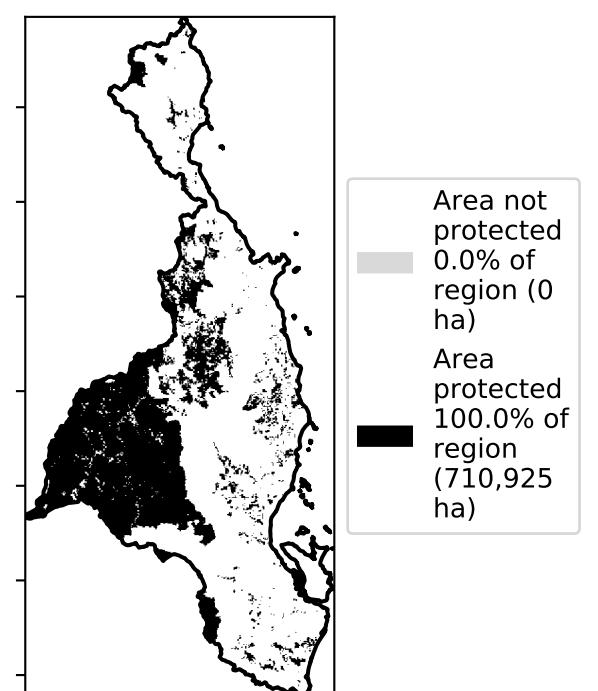 Area not
protected
0.0% of
region (0
ha)
Area
protected
100.0% of
region
(710,925
ha)